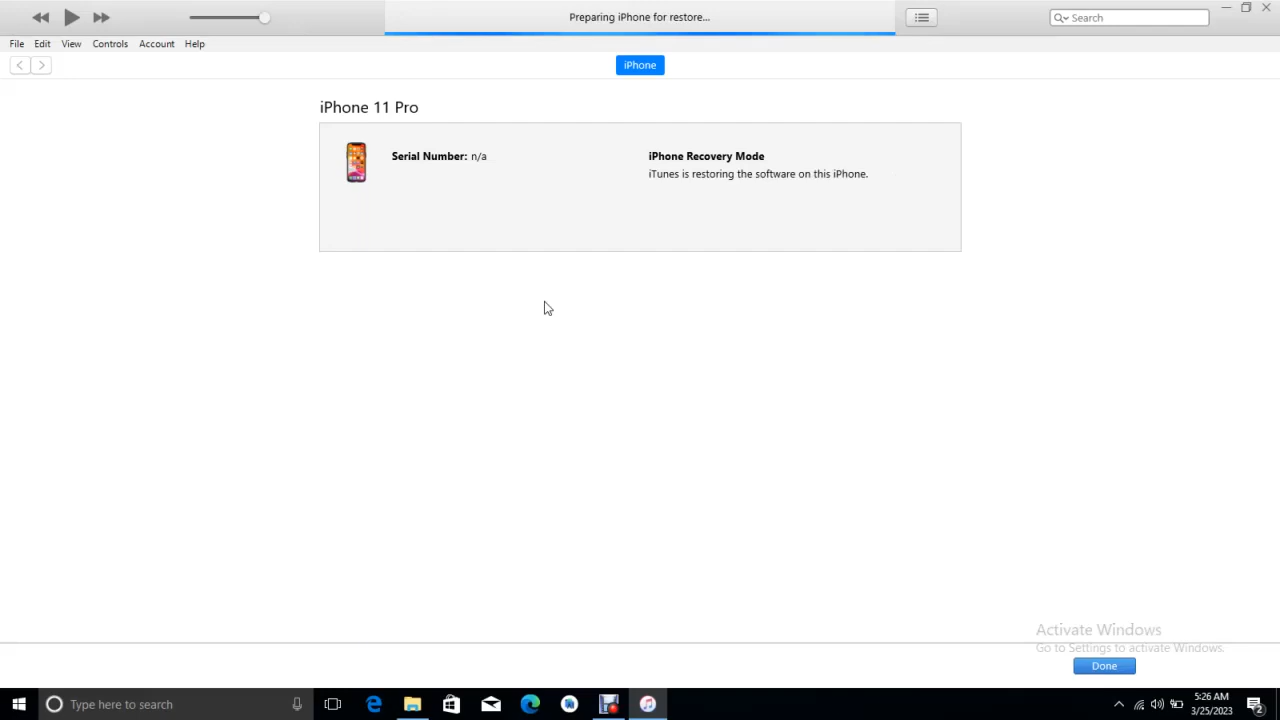 Preparing iPhone for restore...
Search
File Edit View Controls Account Help
iPhone
iPhone 11 Pro
Serial Number: n/a
iPhone Recovery Mode
iTunes is restoring the software on this iPhone.
Activate Windows
Go to Settings to activate Windows.
Done
Type here to search
5:26 AM
3/25/2023
2